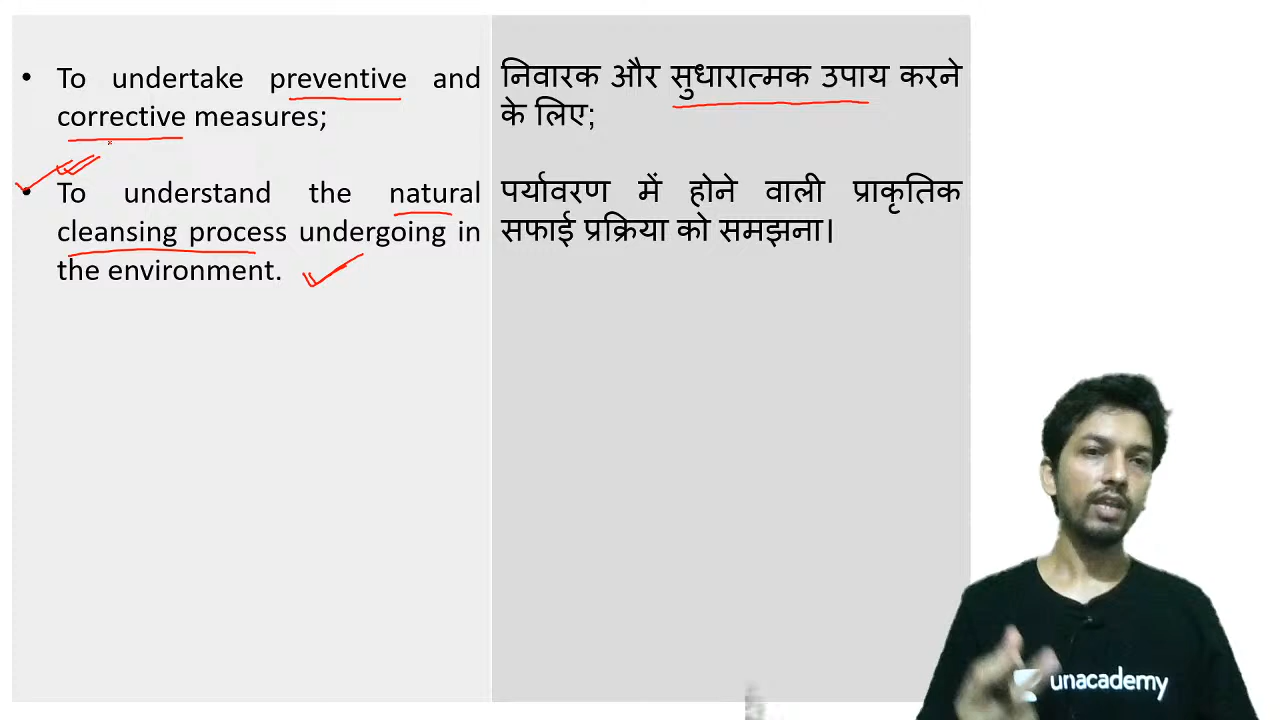 • To undertake preventive and
corrective measures;
• To understand the natural
cleansing process undergoing in
the environment.
निवारक और सुधारात्मक उपाय करने
के लिए;
पर्यावरण में होने वाली प्राकृतिक
सफाई प्रक्रिया को समझना।
unacademy